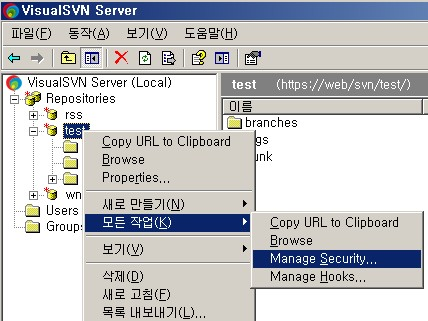 VisualSVN Server
파일(F) 동작(A) 보기(V) 도움말(H)
VisualSVN Server (Local)
Repositories
rss
test
wn
Users
Groups
test (https://web/svn/test/)
이름
branches
gs
unk
Copy URL to Clipboard
Browse
Properties...
새로 만들기(N)
모든 작업(K)
보기(V)
삭제(D)
새로 고침(F)
목록 내보내기(L)...
Copy URL to Clipboard
Browse
Manage Security...
Manage Hooks...